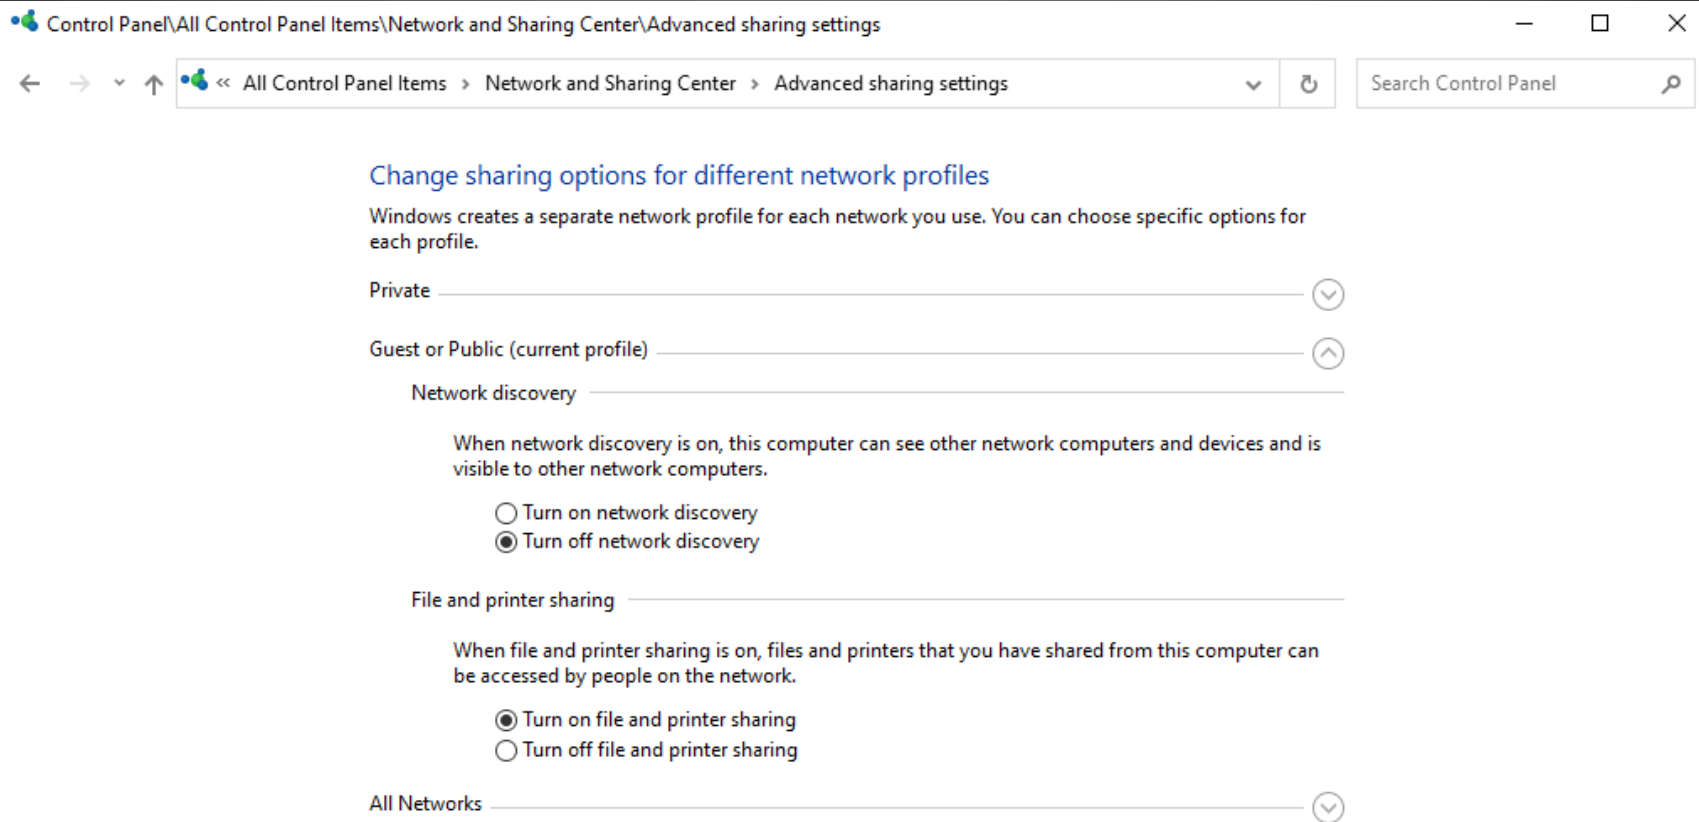 Control Panel\All Control Panel Items\Network and Sharing Center\Advanced sharing settings
« All Control Panel Items › Network and Sharing Center › Advanced sharing settings
Search Control Panel
Change sharing options for different network profiles
Windows creates a separate network profile for each network you use. You can choose specific options for
each profile.
Private
Guest or Public (current profile)
Network discovery
When network discovery is on, this computer can see other network computers and devices and is
visible to other network computers.
Turn on network discovery
Turn off network discovery
File and printer sharing
When file and printer sharing is on, files and printers that you have shared from this computer can
be accessed by people on the network.
Turn on file and printer sharing
Turn off file and printer sharing
All Networks